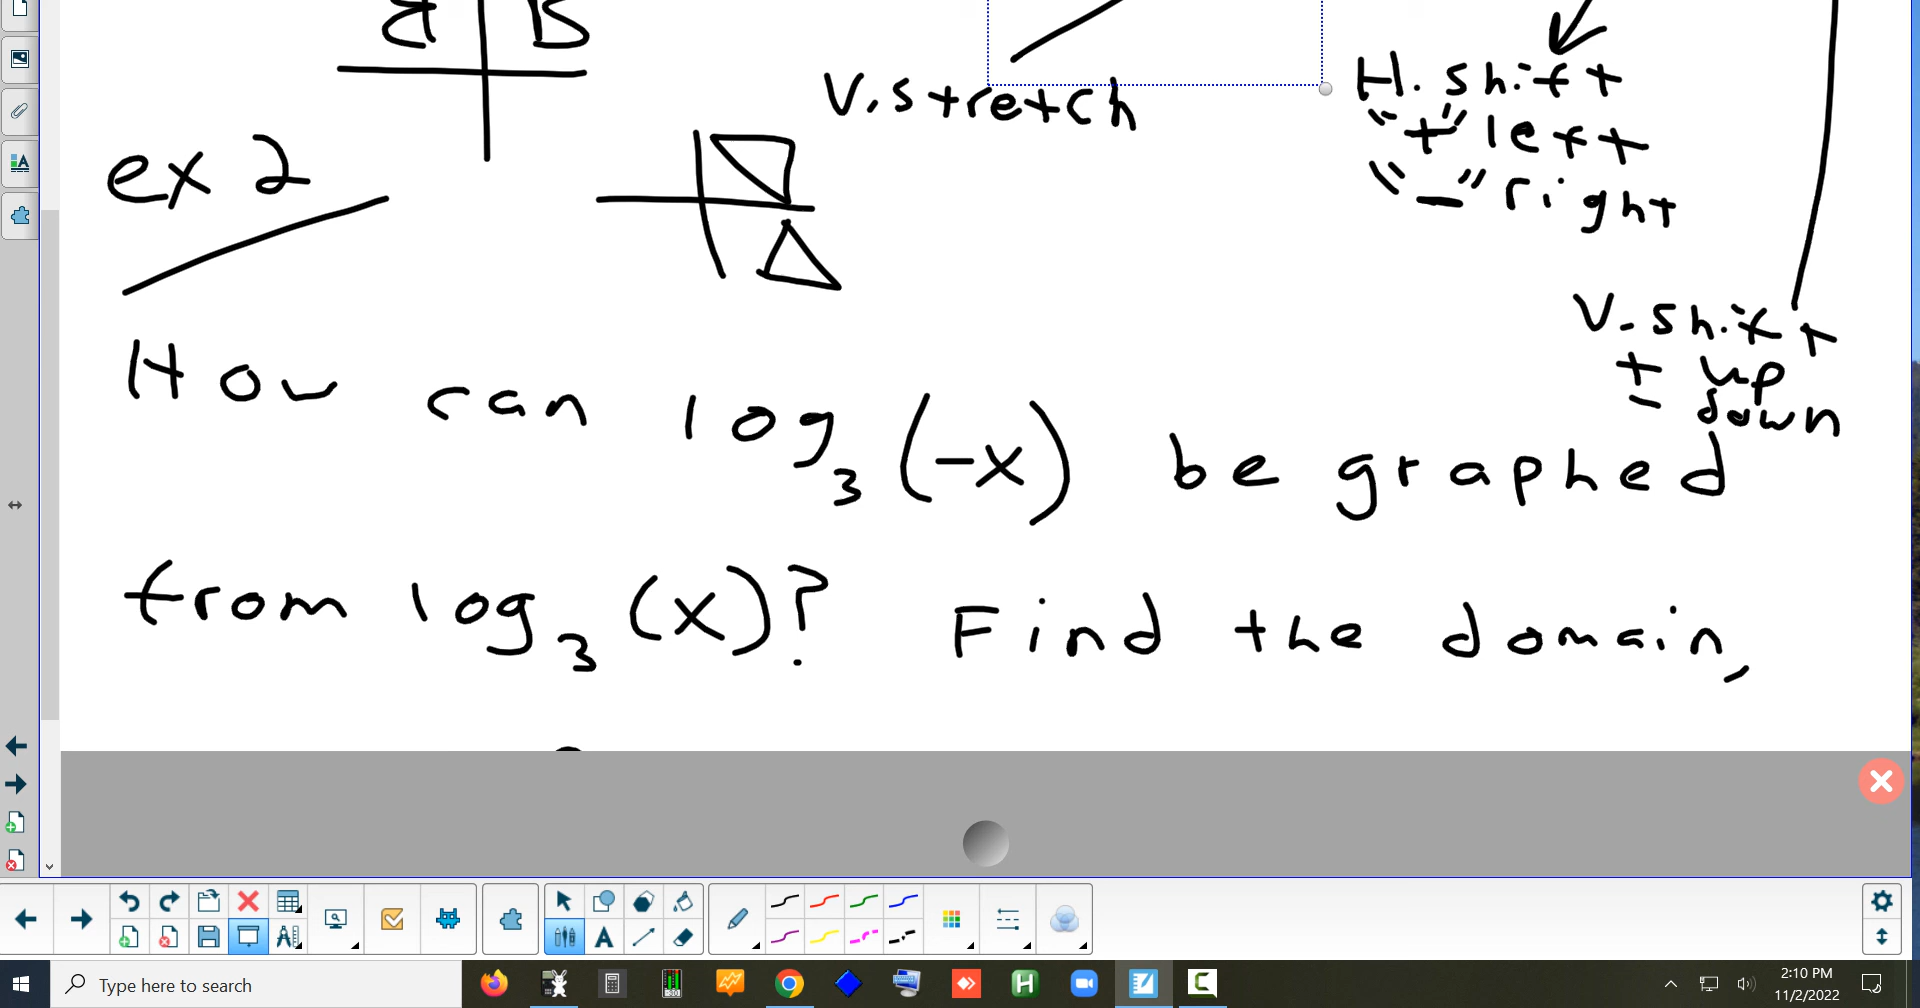 B B
V. stretch
H. shift
"+" left
"-" right
ex 2
V. shift
+ up
- down
How can log₃(-x) be graphed
from log₃(x)? Find the domain,
Type here to search
2:10 PM
11/2/2022